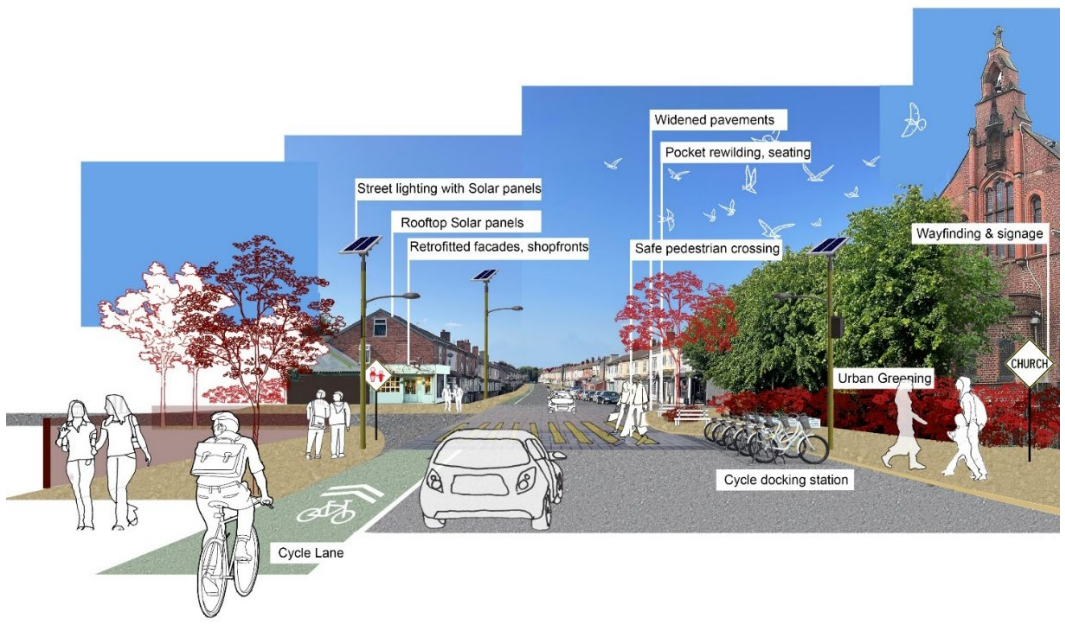 Widened pavements
Pocket rewilding, seating
Street lighting with Solar panels
Rooftop Solar panels
Retrofitted facades, shopfronts
Safe pedestrian crossing
Wayfinding & signage
CHURCH
Urban Greening
Cycle docking station
Cycle Lane